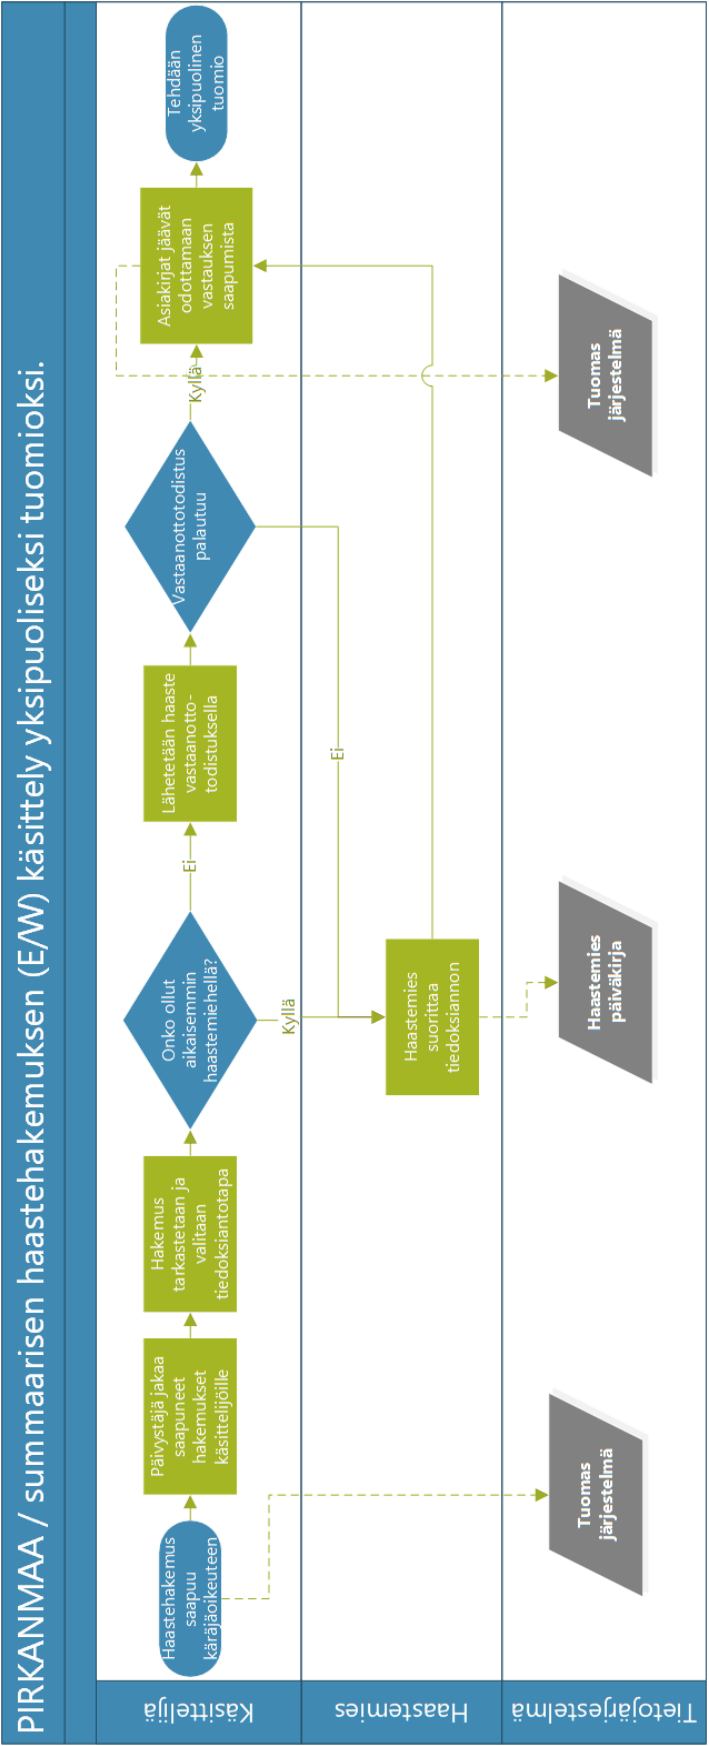 PIRKANMAA / summaarisen haastehakemuksen (E/W) käsittely yksipuoliseksi tuomioksi.
Käsittelijä
Haastehakemus
saapuu
käräjäoikeuteen
Päivystäjä jakaa
saapuneet
hakemukset
käsittelijöille
Hakemus
tarkastetaan ja
valitaan
tiedoksiantotapa
Onko ollut
aikaisemmin
haastemiehellä?
Ei
Kyllä
Lähetetään haaste
vastaanotto-
todistuksella
Vastaanottotodistus
palautuu
Kyllä
Asiakirjat jäävät
odottamaan
vastauksen
saapumista
Tehdään
yksipuolinen
tuomio
Haastemies
Haastemies
suorittaa
tiedoksiannon
Ei
Tietojärjestelmä
Tuomas
järjestelmä
Haastemies
päiväkirja
Tuomas
järjestelmä